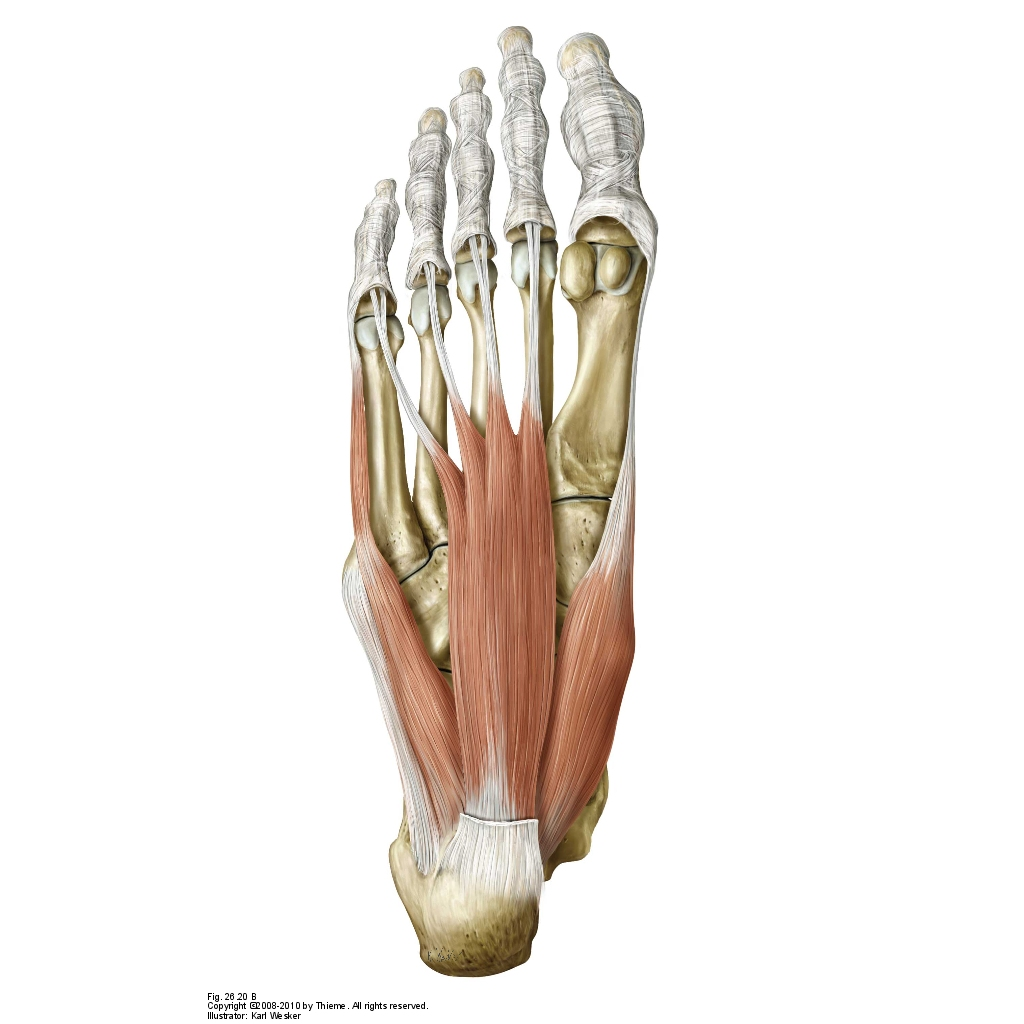 Fig. 26.20 B
Copyright ©2008-2010 by Thieme. All rights reserved.
Illustrator: Karl Wesker